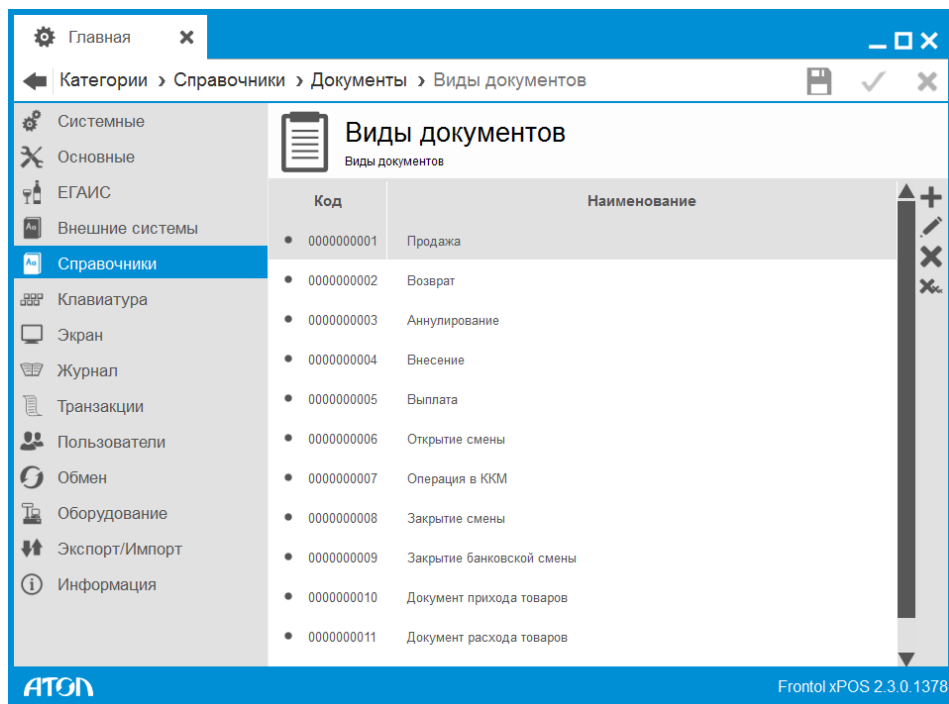 Главная
Категории › Справочники › Документы › Виды документов
Системные
Основные
ЕГАИС
Внешние системы
Справочники
Клавиатура
Экран
Журнал
Транзакции
Пользователи
Обмен
Оборудование
Экспорт/Импорт
Информация
Виды документов
Виды документов
Код Наименование
0000000001 Продажа
0000000002 Возврат
0000000003 Аннулирование
0000000004 Внесение
0000000005 Выплата
0000000006 Открытие смены
0000000007 Операция в ККМ
0000000008 Закрытие смены
0000000009 Закрытие банковской смены
0000000010 Документ прихода товаров
0000000011 Документ расхода товаров
АТОЛ Frontol xPOS 2.3.0.1378